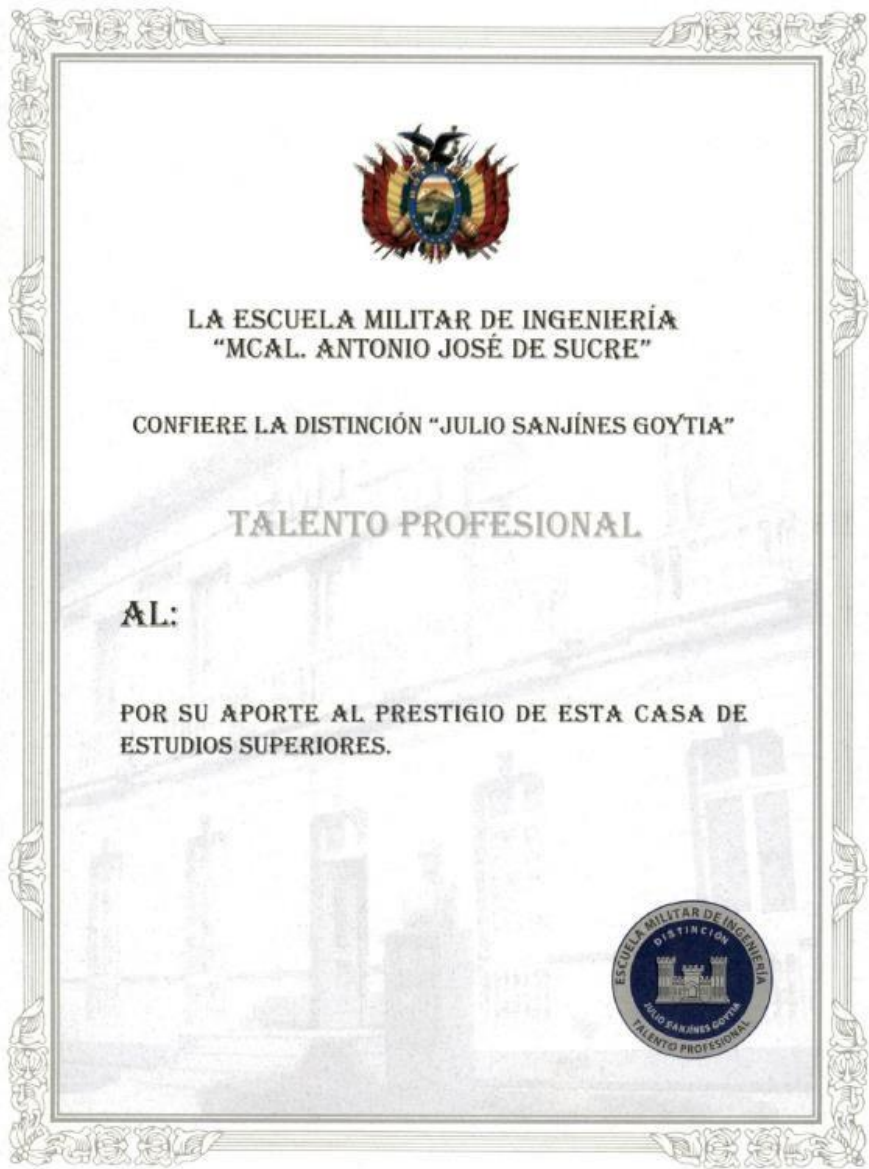 LA ESCUELA MILITAR DE INGENIERÍA
“MCAL. ANTONIO JOSÉ DE SUCRE”
CONFIERE LA DISTINCIÓN “JULIO SANJÍNES GOYTIA”
TALENTO PROFESIONAL
AL:
POR SU APORTE AL PRESTIGIO DE ESTA CASA DE
ESTUDIOS SUPERIORES.
ESCUELA MILITAR DE INGENIERÍA
DISTINCIÓN
JULIO SANJINES GOYTIA
TALENTO PROFESIONAL